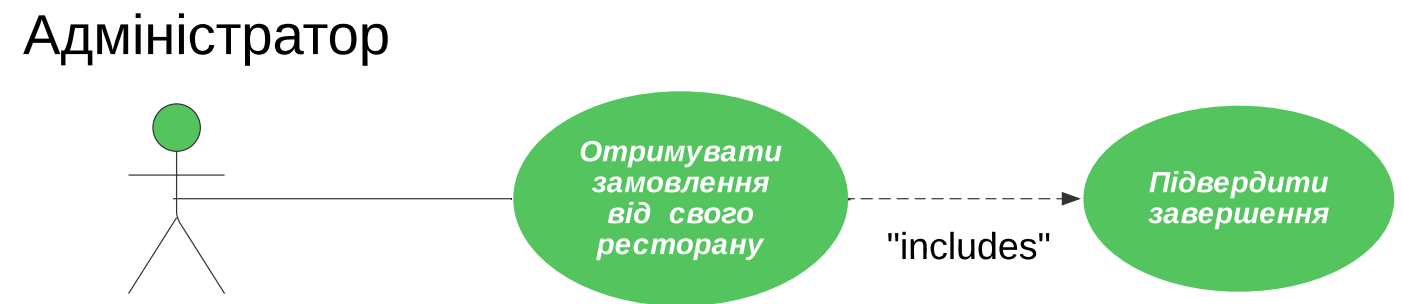 Адміністратор
Отримувати
замовлення
від свого
ресторану
"includes"
Підвердити
завершення